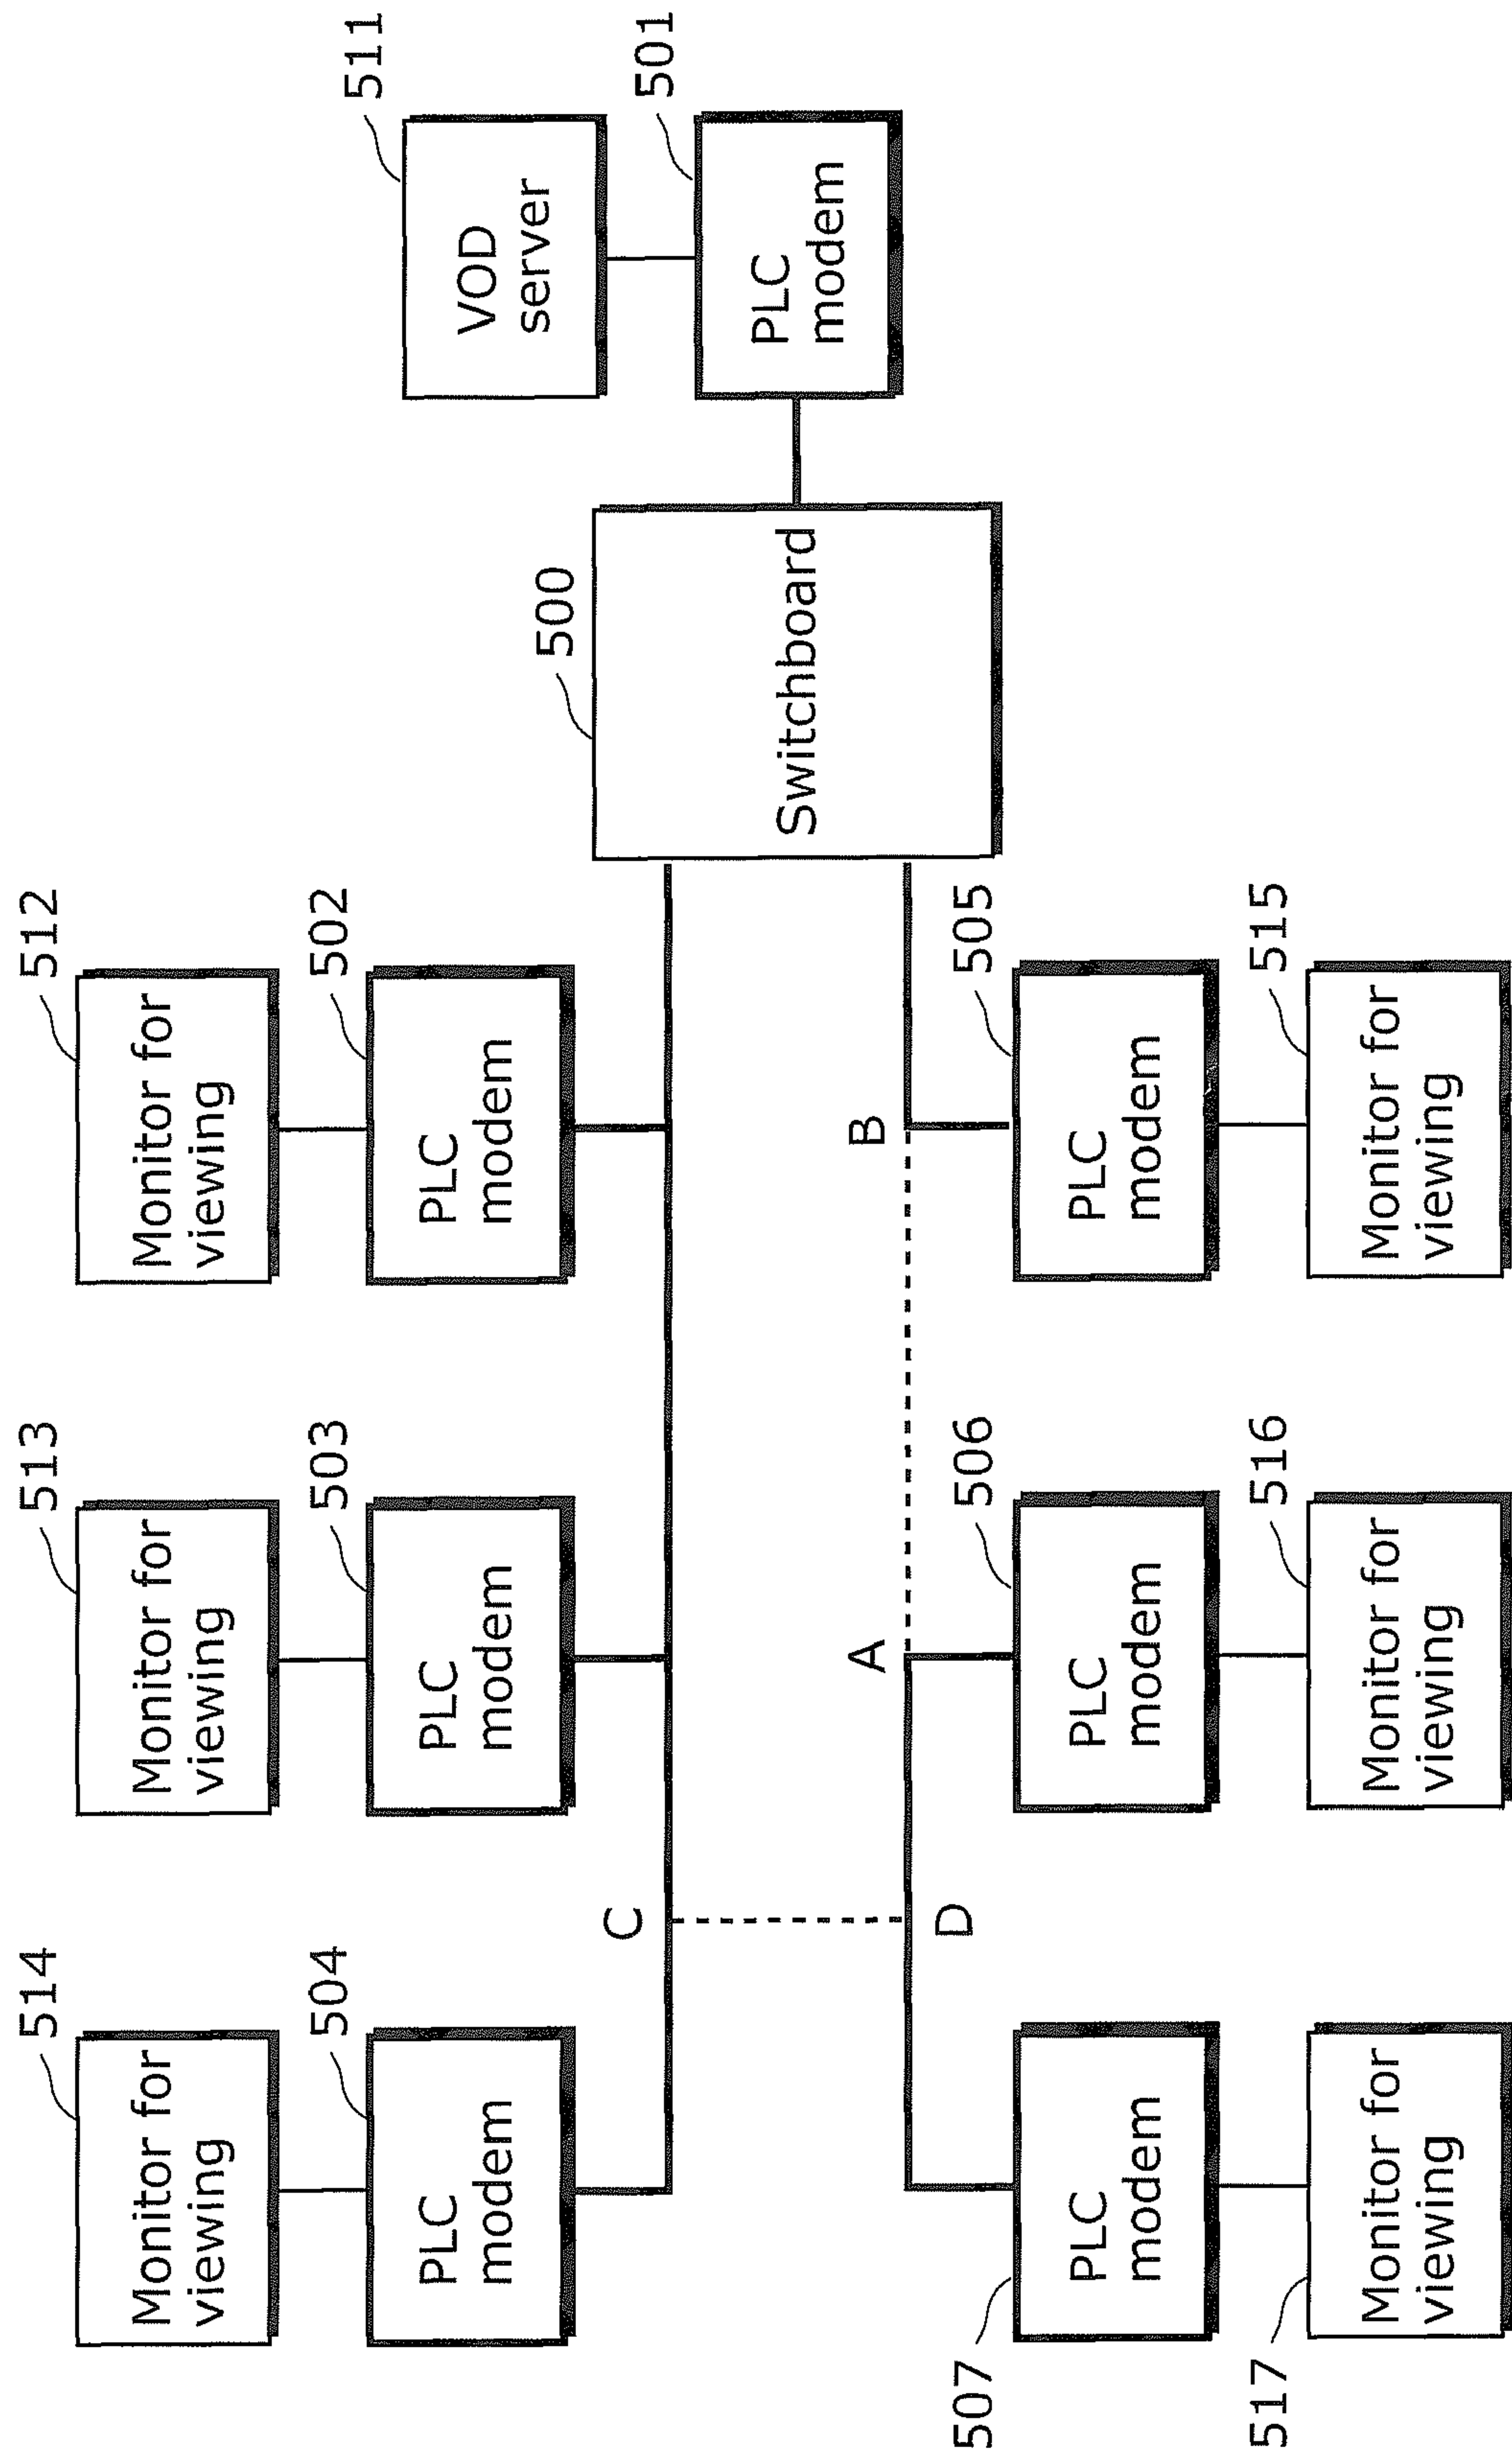 514
Monitor for
viewing
513
Monitor for
viewing
512
Monitor for
viewing
504
PLC
modem
503
PLC
modem
502
PLC
modem
511
VOD
server
500
Switchboard
501
PLC
modem
C
A
B
D
507
PLC
modem
506
PLC
modem
505
PLC
modem
517
Monitor for
viewing
516
Monitor for
viewing
515
Monitor for
viewing